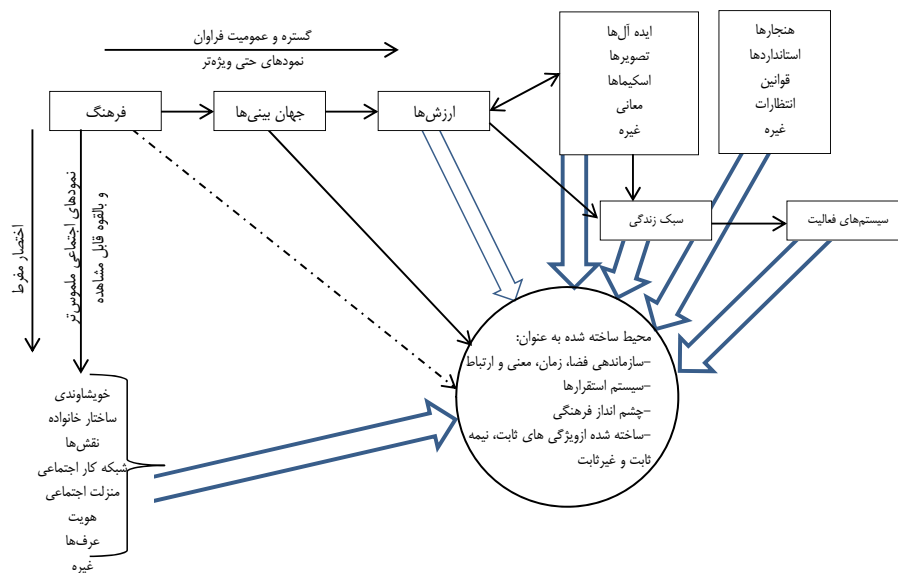 گستره و عمومیت فراوان
نمودهای حتی ویژه‌تر
ایده آل‌ها
تصویرها
اسکیماها
معانی
غیره
هنجارها
استانداردها
قوانین
انتظارات
غیره
فرهنگ
جهان بینی‌ها
ارزش‌ها
سبک زندگی
سیستم‌های فعالیت
اختصار مفرط
نمودهای اجتماعی ملموس‌تر
و بالقوه قابل مشاهده
محیط ساخته شده به عنوان:
–سازماندهی فضا، زمان، معنی و ارتباط
–سیستم استقرارها
–چشم انداز فرهنگی
–ساخته شده ازویژگی های ثابت، نیمه
ثابت و غیرثابت
خویشاوندی
ساختار خانواده
نقش‌ها
شبکه کار اجتماعی
منزلت اجتماعی
هویت
عرف‌ها
غیره